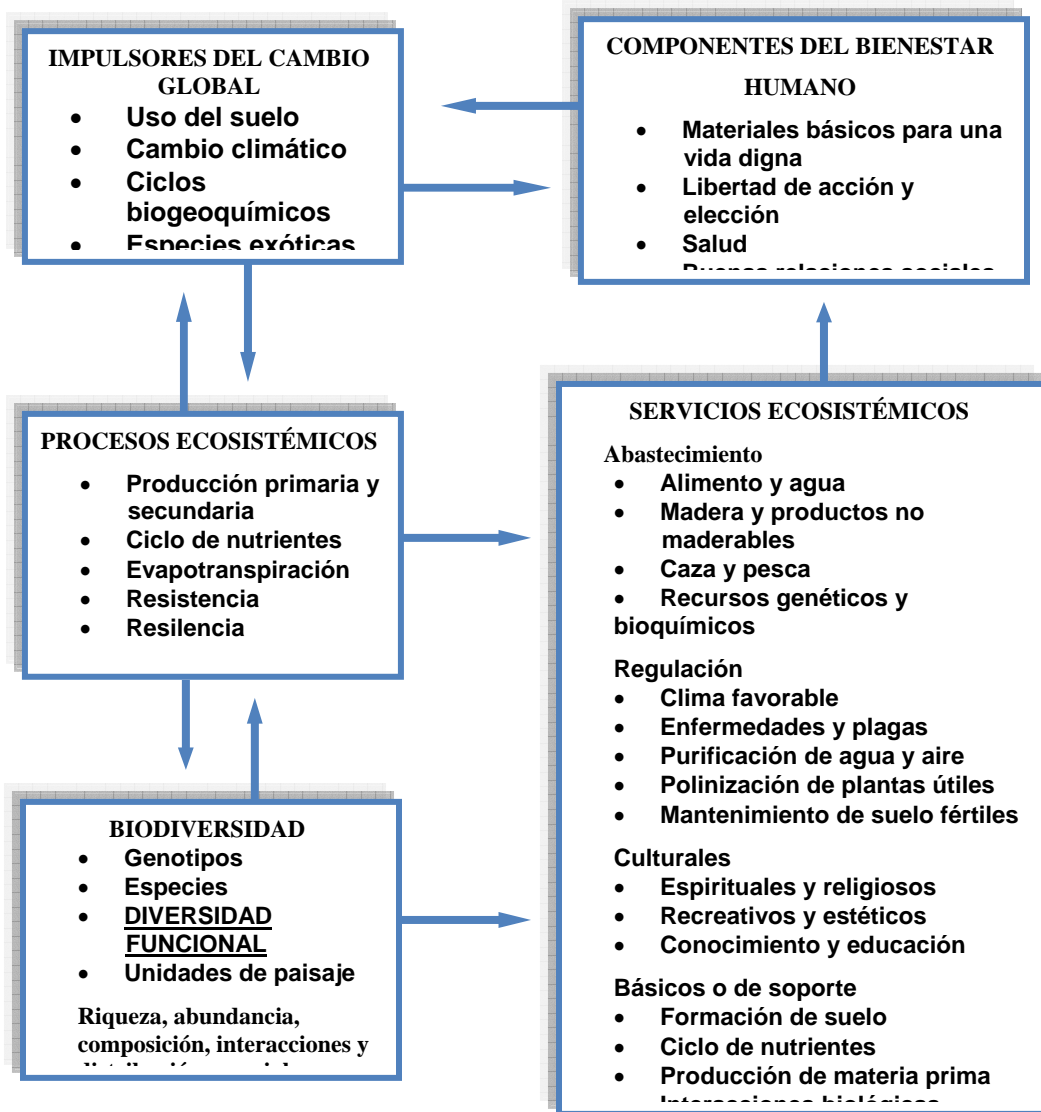 IMPULSORES DEL CAMBIO
GLOBAL
• Uso del suelo
• Cambio climático
• Ciclos
biogeoquímicos
• Especies exóticas
COMPONENTES DEL BIENESTAR
HUMANO
• Materiales básicos para una
vida digna
• Libertad de acción y
elección
• Salud
Buenas relaciones sociales
PROCESOS ECOSISTÉMICOS
• Producción primaria y
secundaria
• Ciclo de nutrientes
• Evapotranspiración
• Resistencia
• Resilencia
SERVICIOS ECOSISTÉMICOS
Abastecimiento
• Alimento y agua
• Madera y productos no
maderables
• Caza y pesca
• Recursos genéticos y
bioquímicos
Regulación
• Clima favorable
• Enfermedades y plagas
• Purificación de agua y aire
• Polinización de plantas útiles
• Mantenimiento de suelo fértiles
Culturales
• Espirituales y religiosos
• Recreativos y estéticos
• Conocimiento y educación
Básicos o de soporte
• Formación de suelo
• Ciclo de nutrientes
• Producción de materia prima
Interacciones biológicas
BIODIVERSIDAD
• Genotipos
• Especies
• DIVERSIDAD
FUNCIONAL
• Unidades de paisaje
Riqueza, abundancia,
composición, interacciones y